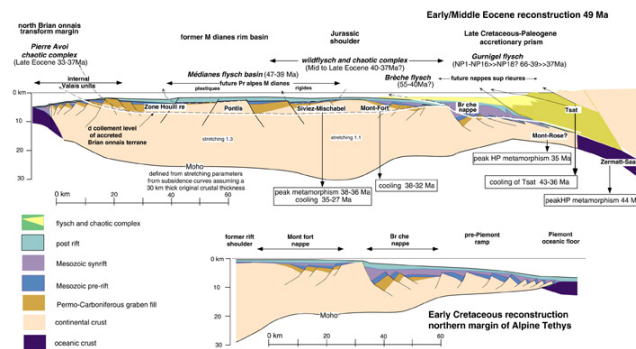 Early/Middle Eocene reconstruction 49 Ma
north Brian onnais
transform margin
Pierre Avoi
chaotic complex
(Late Eocene 33-37Ma)
internal
Valais units
former M dianes rim basin
Jurassic
shoulder
Late Cretaceous-Paleogene
accretionary prism
wildflysch and chaotic complex
(Mid to Late Eocene 40-37Ma?)
Gurnigel flysch
(NP1-NP16>>NP18? 66-39>>37Ma)
Médianes flysch basin (47-39 Ma)
future Pr alpes M dianes
plastiques
rigides
Brèche flysch
(55-40Ma?)
future nappes sup rieures
0 km
10
20
30
Zone Houill re
Pontis
Siviez-Mischabel
Mont-Fort
Br che
nappe
Tsat
d collement level
of accreted
Brian onnais terrane
stretching 1.3
stretching 1.1
Mont-Rose?
Zermatt-Saa
Moho
defined from stretching parameters
from subsidence curves assuming a
30 km thick original crustal thickness
0 km
20
40
60
peak metamorphism 38-36 Ma
cooling 35-27 Ma
cooling 38-32 Ma
peak HP metamorphism 35 Ma
cooling of Tsat 43-36 Ma
peakHP metamorphism 44 M
flysch and chaotic complex
post rift
Mesozoic synrift
Mesozoic pre-rift
Permo-Carboniferous graben fill
continental crust
oceanic crust
former rift
shoulder
Mont fort
nappe
Br che
nappe
pre-Piemont
ramp
Piemont
oceanic floor
0 km
10
20
30
Moho
0 km
20
40
60
Early Cretaceous reconstruction
northern margin of Alpine Tethys